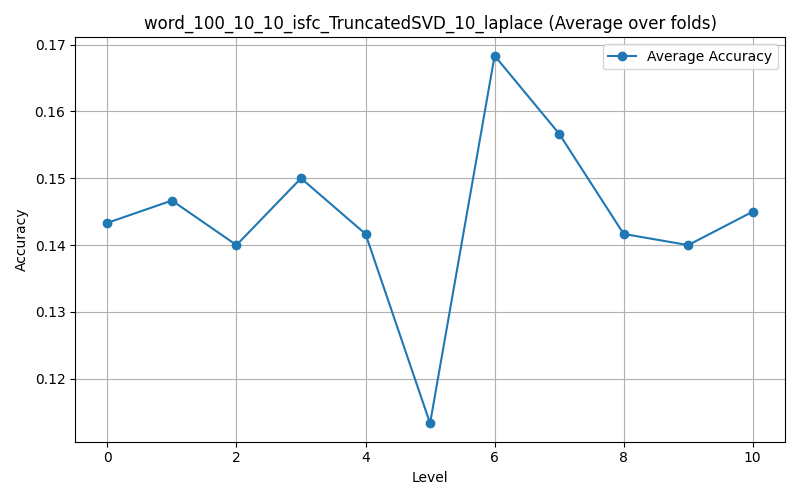 word_100_10_10_isfc_TruncatedSVD_10_laplace (Average over folds)
Average Accuracy
0.17
0.16
0.15
0.14
0.13
0.12
Accuracy
0 2 4 6 8 10
Level